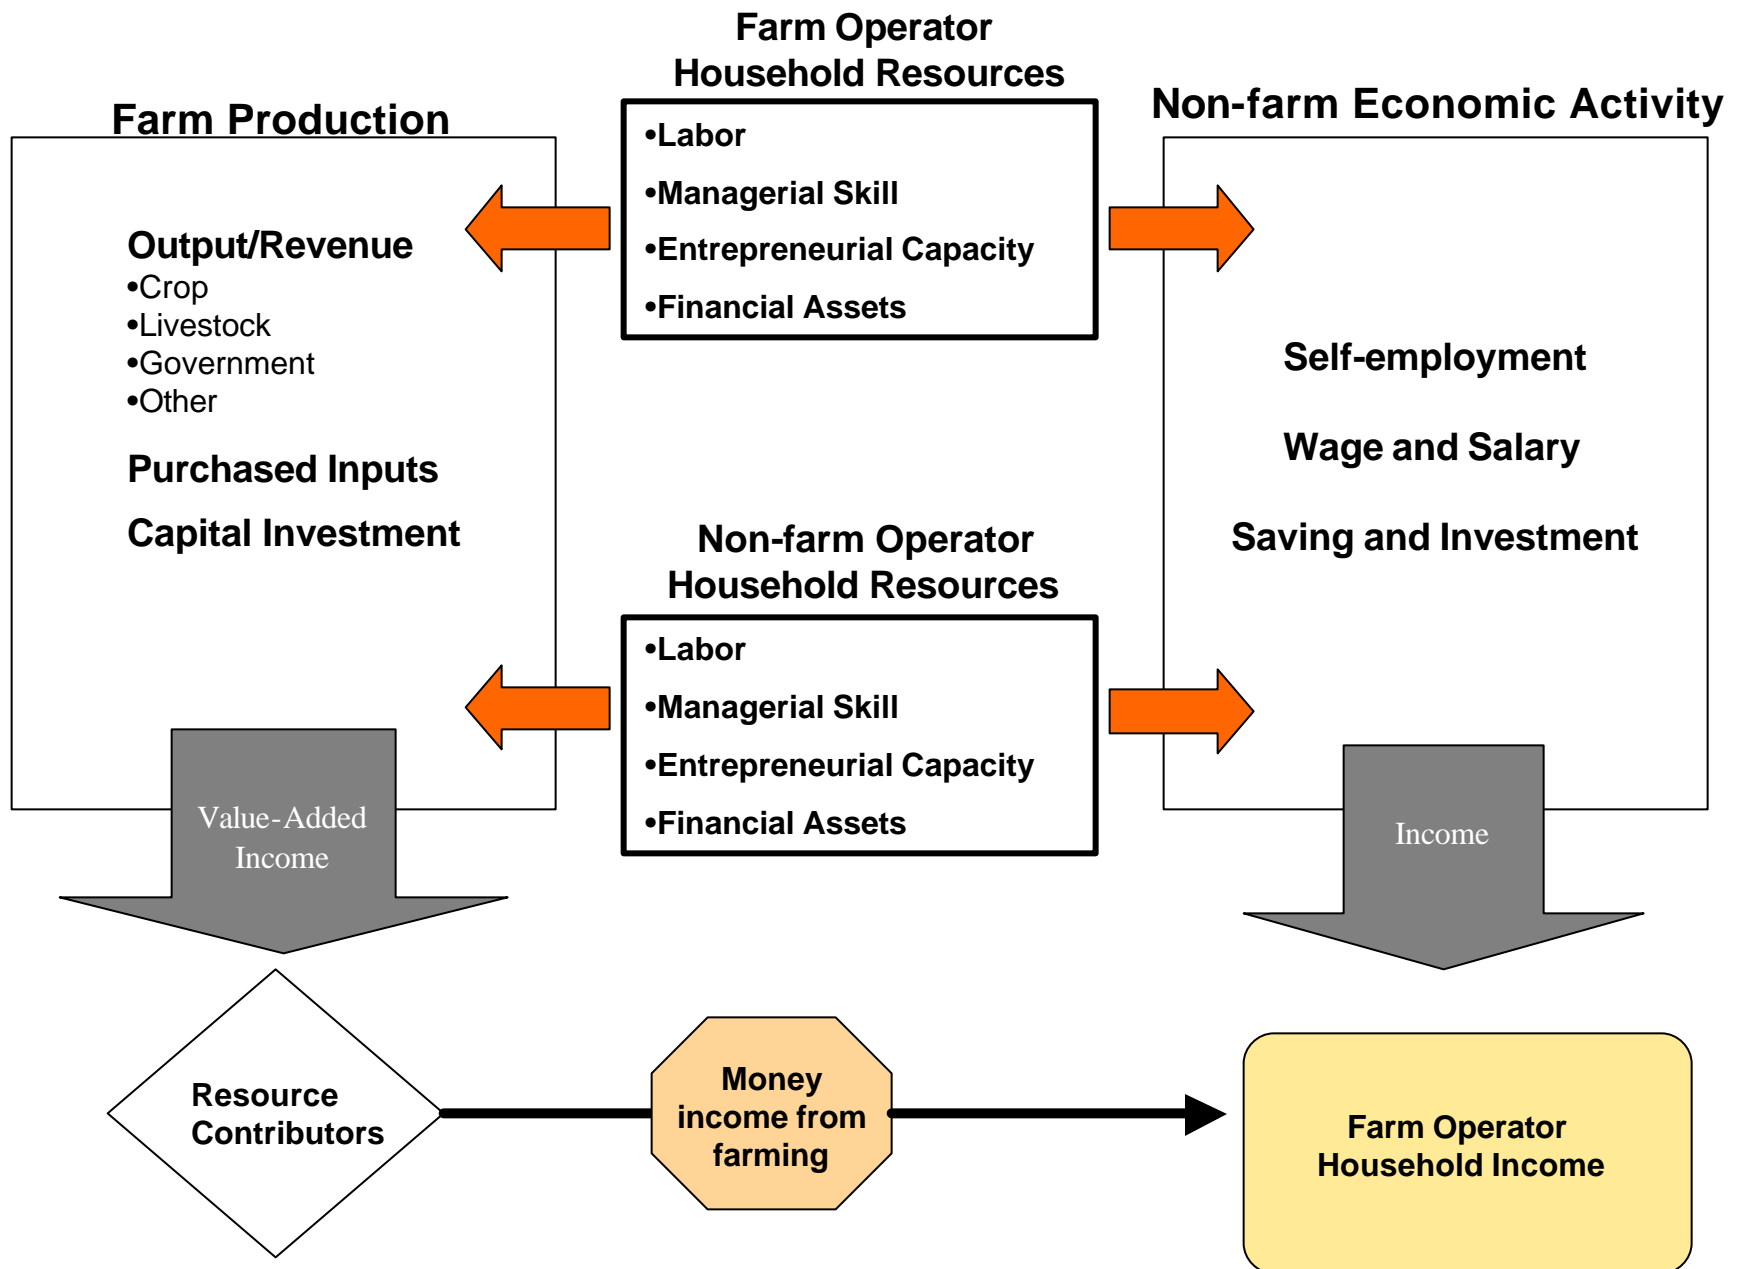 Farm Operator
Household Resources
Farm Production
Non-farm Economic Activity
•Labor
•Managerial Skill
•Entrepreneurial Capacity
•Financial Assets
Output/Revenue
•Crop
•Livestock
•Government
•Other
Purchased Inputs
Capital Investment
Self-employment
Wage and Salary
Saving and Investment
Non-farm Operator
Household Resources
•Labor
•Managerial Skill
•Entrepreneurial Capacity
•Financial Assets
Value-Added
Income
Income
Resource
Contributors
Money
income from
farming
Farm Operator
Household Income